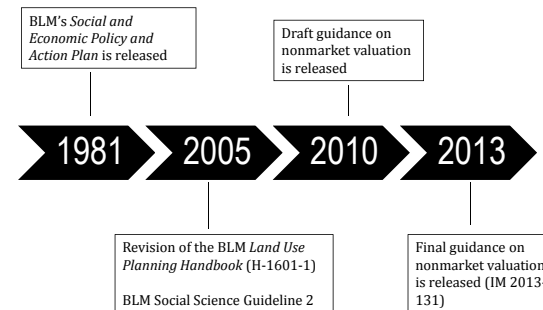 BLM's Social and
Economic Policy and
Action Plan is released
Draft guidance on
nonmarket valuation
is released
1981
2005
2010
2013
Revision of the BLM Land Use
Planning Handbook (H-1601-1)
BLM Social Science Guideline 2
Final guidance on
nonmarket valuation
is released (IM 2013-
131)